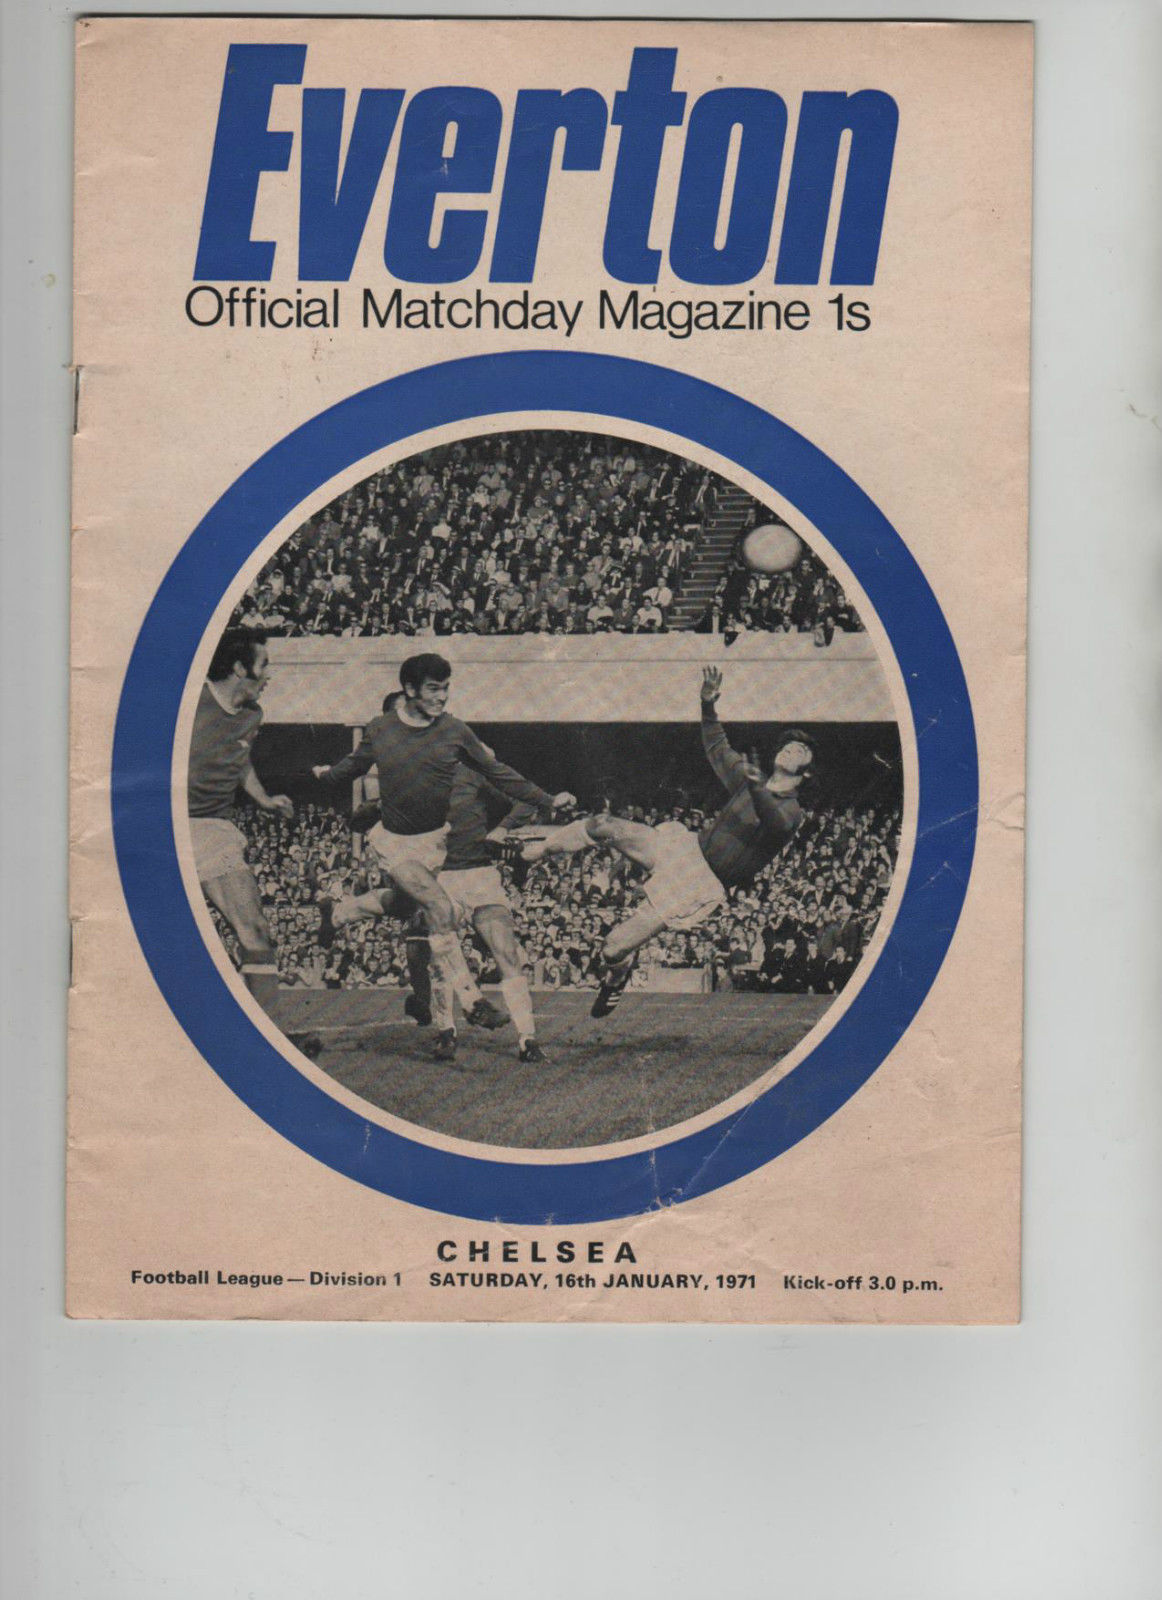 Everton
Official Matchday Magazine 1s
CHELSEA
Football League — Division 1 SATURDAY, 16th JANUARY, 1971 Kick-off 3.0 p.m.